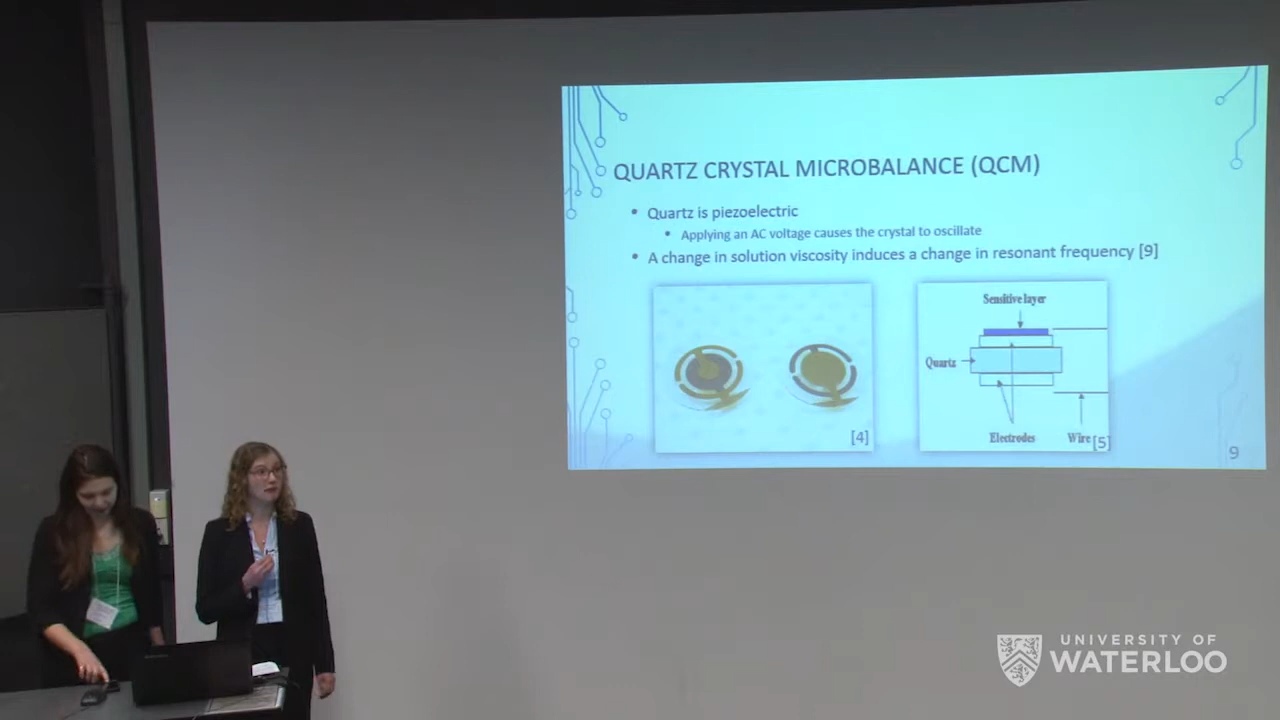 QUARTZ CRYSTAL MICROBALANCE (QCM)
• Quartz is piezoelectric
• Applying an AC voltage causes the crystal to oscillate
• A change in solution viscosity induces a change in resonant frequency [9]
Sensitive layer
Quartz
[4]
Electrodes
Wire [5]
9
UNIVERSITY OF
WATERLOO